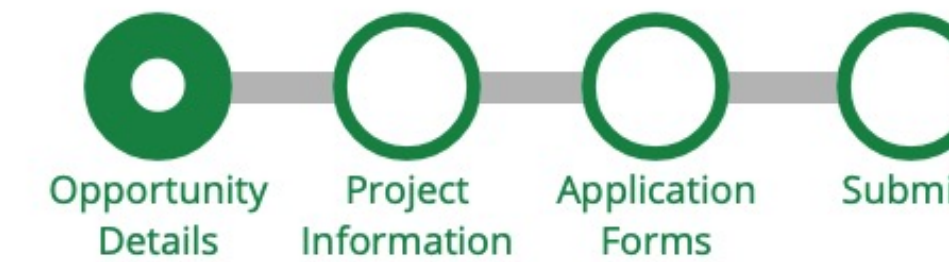 Opportunity
Details
Project
Information
Application
Forms